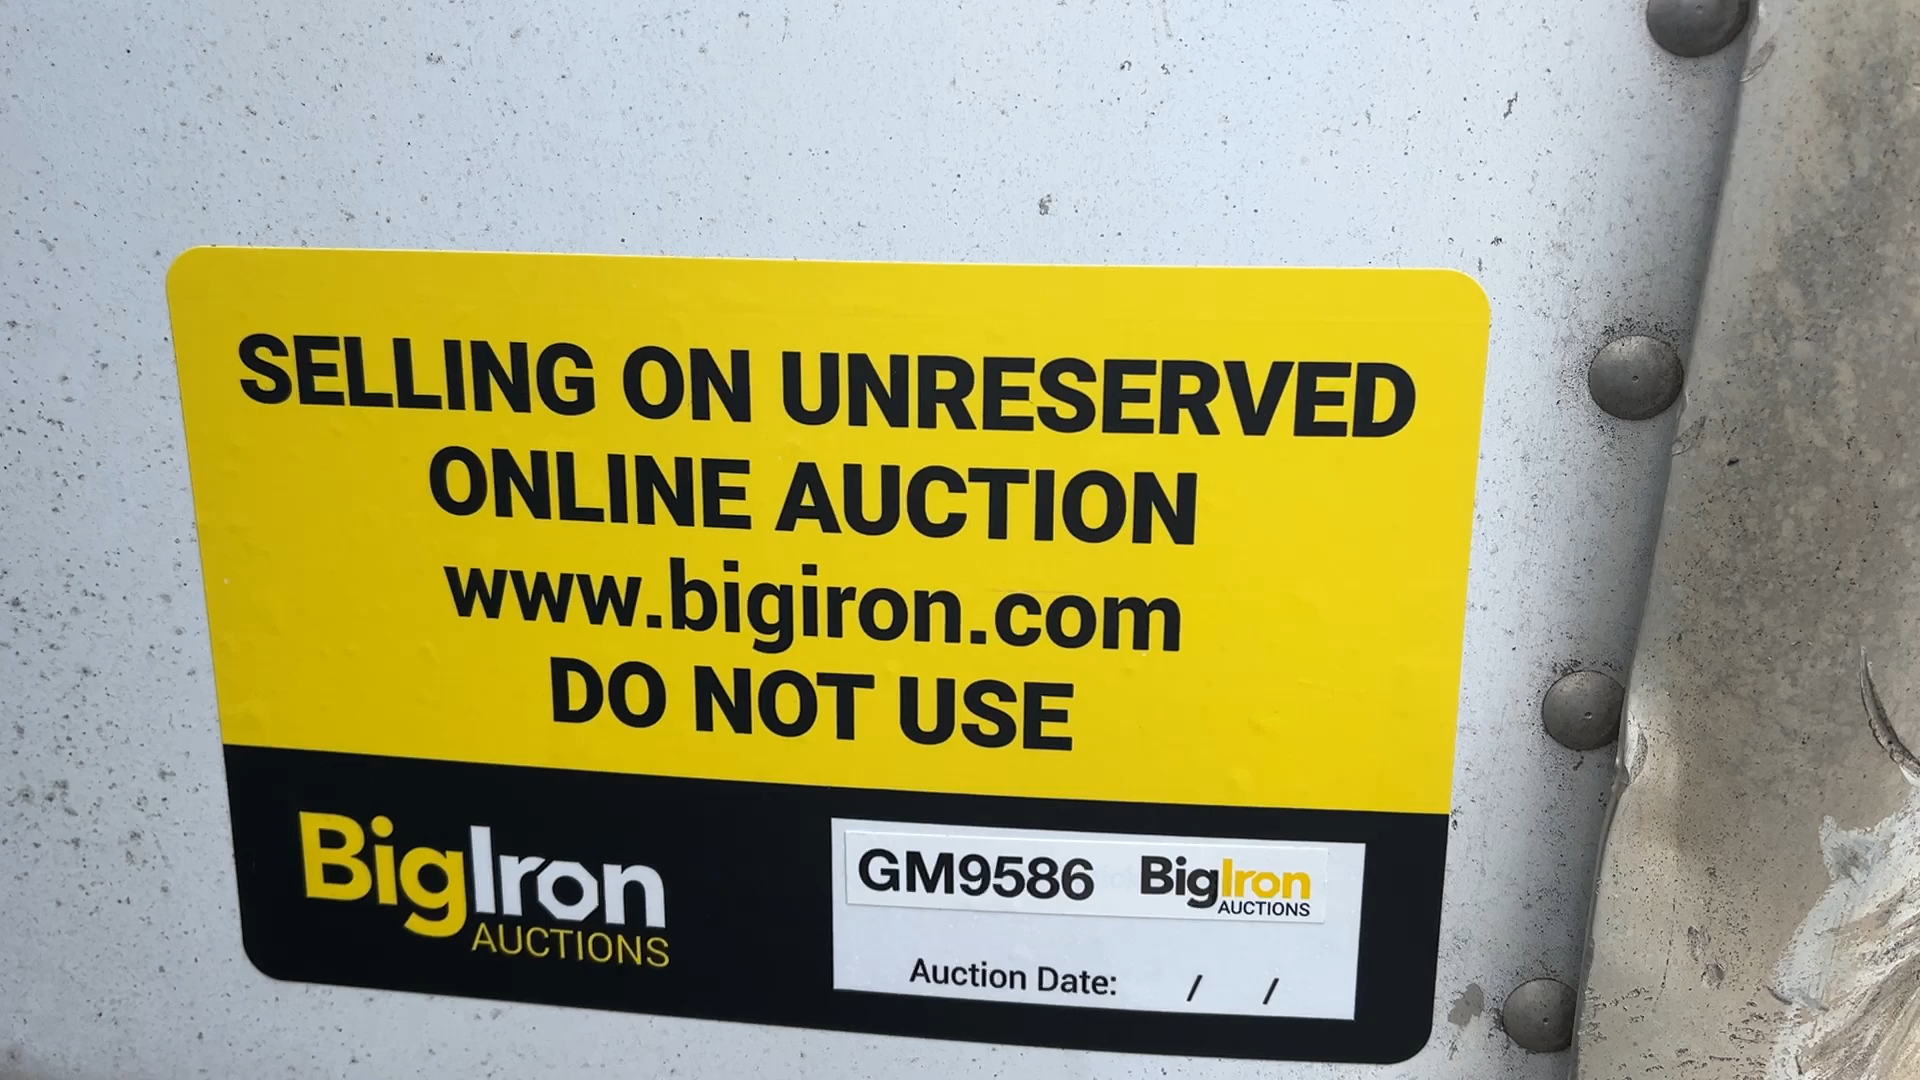 SELLING ON UNRESERVED
ONLINE AUCTION
www.bigiron.com
DO NOT USE
BigIron
AUCTIONS
GM9586 BigIron
AUCTIONS
Auction Date: / /